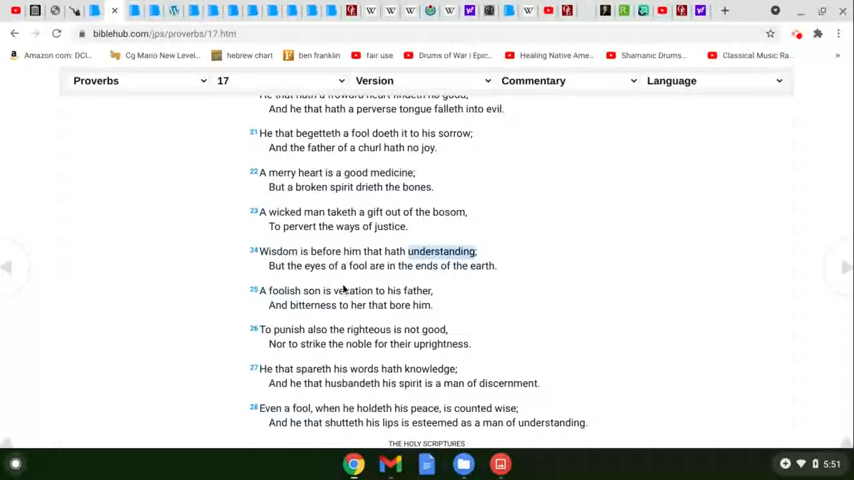 biblehub.com/jps/proverbs/17.htm
Amazon.com: DCI... Cg Mario New Level... hebrew chart ben franklin fair use Drums of War | Epic... Healing Native Ame... Shamanic Drums... Classical Musicr Ra...
Proverbs 17 Version Commentary Language
He that hath a froward heart findeth no good;
And he that hath a perverse tongue falleth into evil.
21 He that begetteth a fool doeth it to his sorrow;
And the father of a churl hath no joy.
22 A merry heart is a good medicine;
But a broken spirit drieth the bones.
23 A wicked man taketh a gift out of the bosom,
To pervert the ways of justice.
24 Wisdom is before him that hath understanding;
But the eyes of a fool are in the ends of the earth.
25 A foolish son is vexation to his father,
And bitterness to her that bore him.
26 To punish also the righteous is not good,
Nor to strike the noble for their uprightness.
27 He that spareth his words hath knowledge;
And he that husbandeth his spirit is a man of discernment.
28 Even a fool, when he holdeth his peace, is counted wise;
And he that shutteth his lips is esteemed as a man of understanding.
THE HOLY SCRIPTURES
5:51